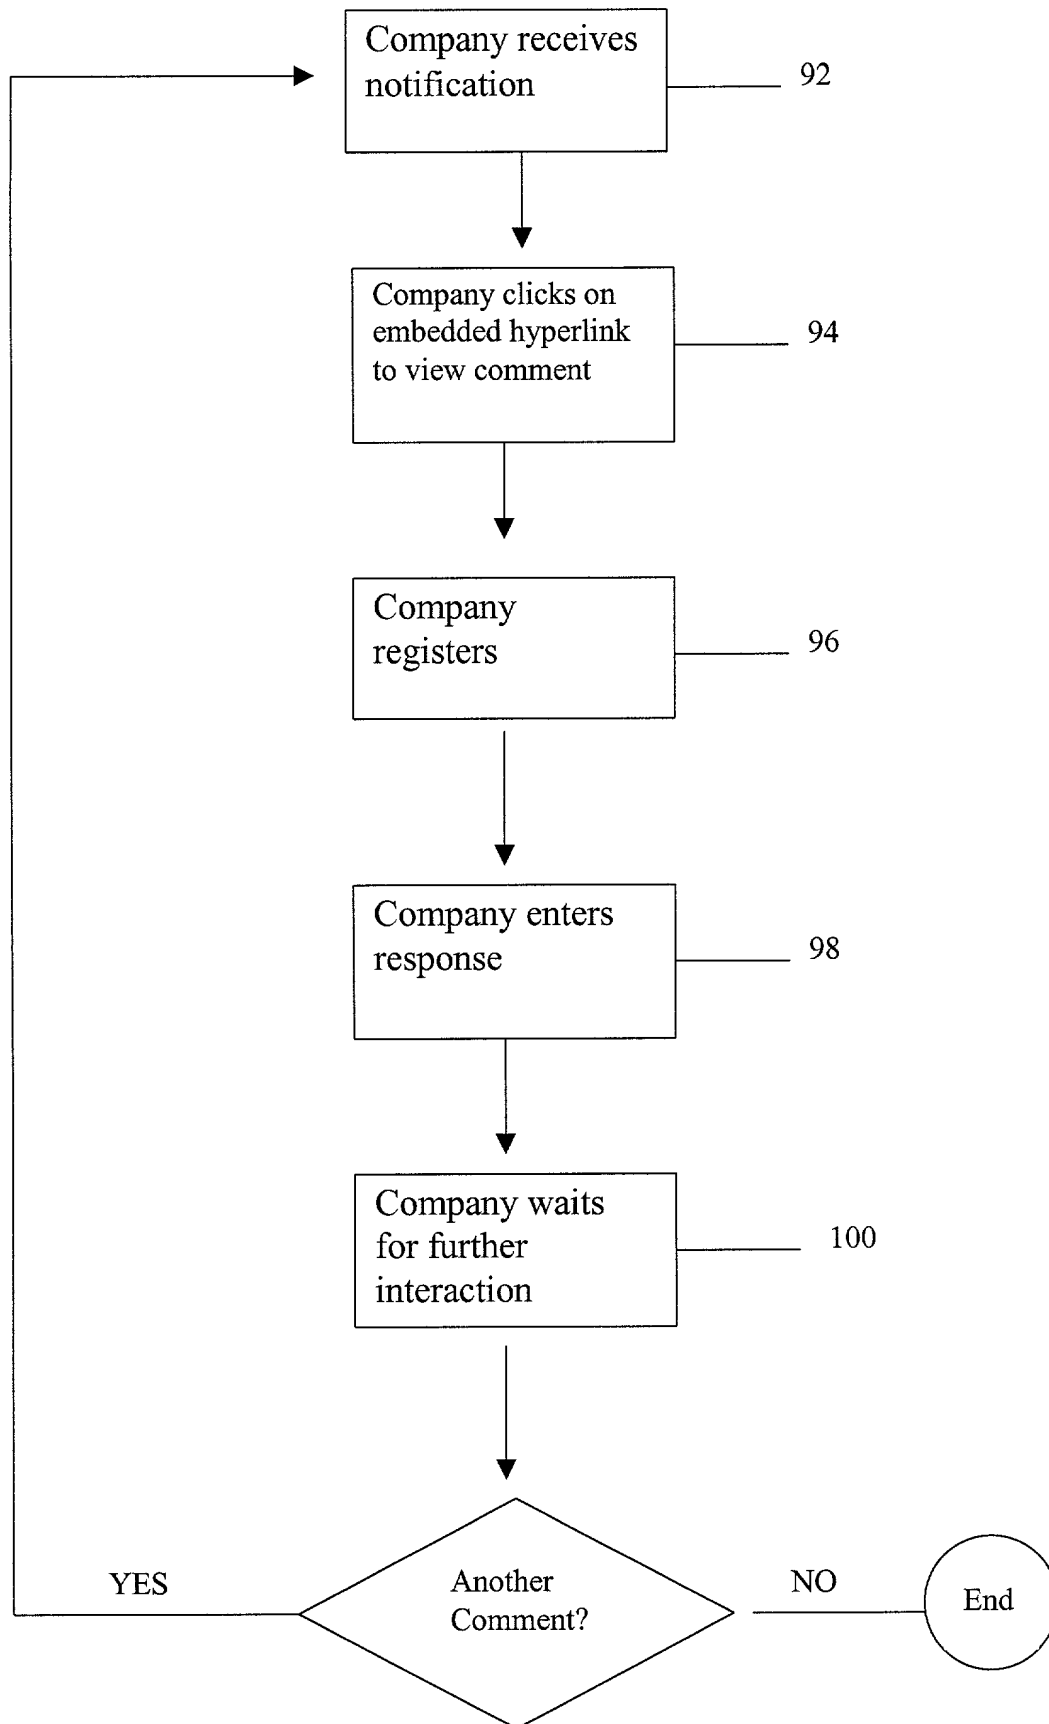 Company receives
notification
92
Company clicks on
embedded hyperlink
to view comment
94
Company
registers
96
Company enters
response
98
Company waits
for further
interaction
100
YES
Another
Comment?
NO
End